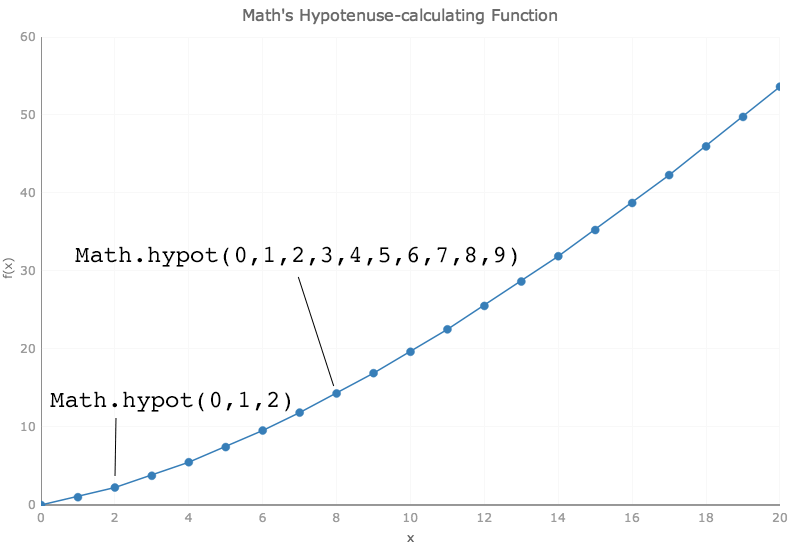 Math's Hypotenuse-calculating Function
60
50
40
Math.hypot(0,1,2,3,4,5,6,7,8,9)
30
f(x)
20
Math.hypot(0,1,2)
10
0
0 2 4 6 8 10 12 14 16 18 20
x